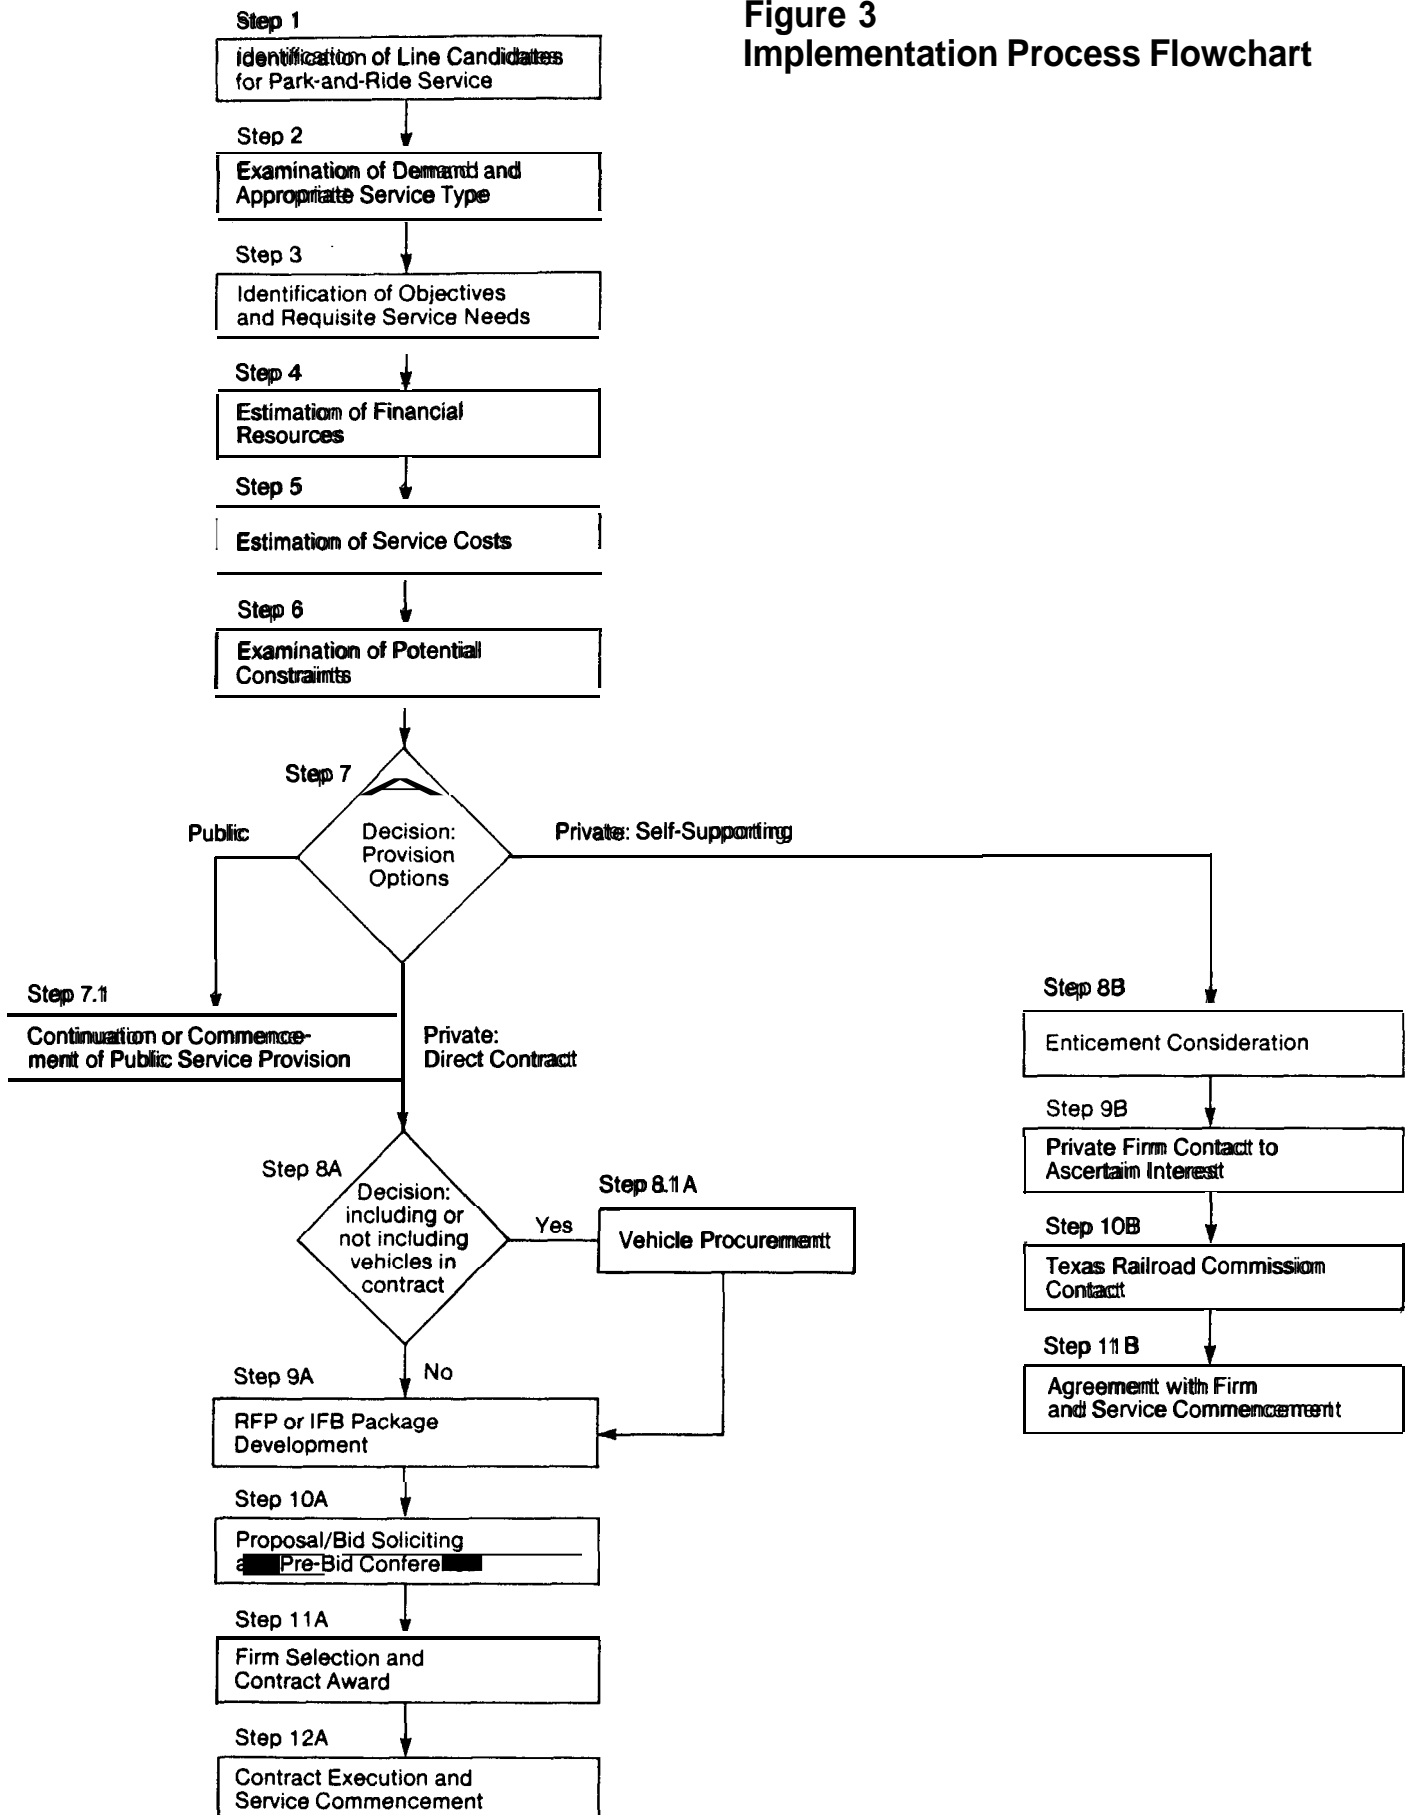 Figure 3
Implementation Process Flowchart
Step 1
Identification of Line Candidates
for Park-and-Ride Service
Step 2
Examination of Demand and
Appropriate Service Type
Step 3
Identification of Objectives
and Requisite Service Needs
Step 4
Estimation of Financial
Resources
Step 5
Estimation of Service Costs
Step 6
Examination of Potential
Constraints
Step 7
Decision:
Provision
Options
Public
Private: Self-Supporting
Step 7.1
Continuation or Commence-
ment of Public Service Provision
Private:
Direct Contract
Step 8A
Decision:
including or
not including
vehicles in
contract
Yes
Step 8.1A
Vehicle Procurement
No
Step 9A
RFP or IFB Package
Development
Step 10A
Proposal/Bid Soliciting
Pre-Bid
Step 11A
Firm Selection and
Contract Award
Step 12A
Contract Execution and
Service Commencement
Step 8B
Enticement Consideration
Step 9B
Private Firm Contact to
Ascertain Interest
Step 10B
Texas Railroad Commission
Contact
Step 11B
Agreement with Firm
and Service Commencement